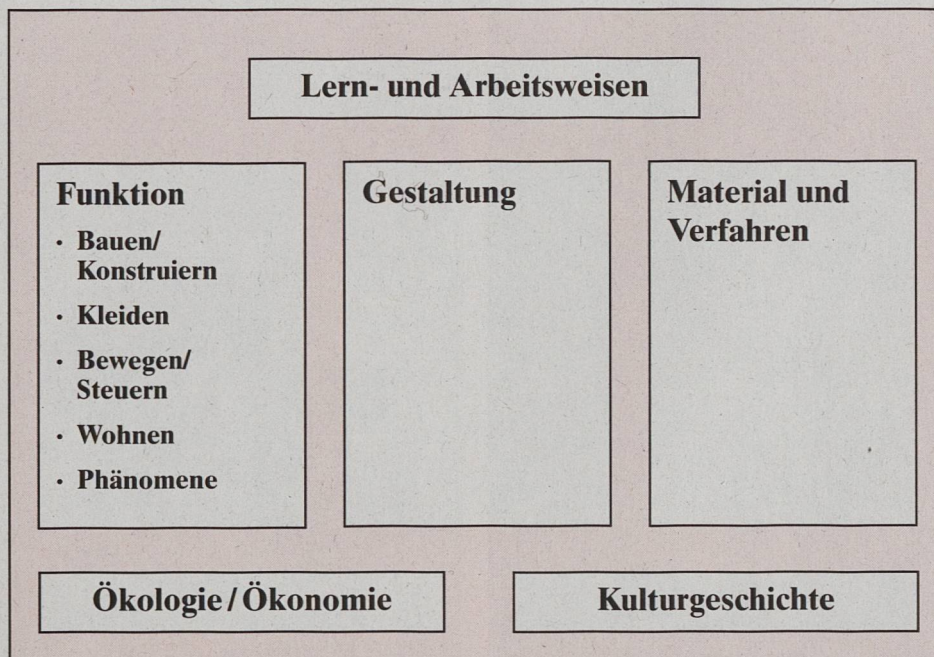 Lern- und Arbeitsweisen
Funktion
· Bauen/
Konstruiern
· Kleiden
· Bewegen/
Steuern
· Wohnen
· Phänomene
Gestaltung
Material und
Verfahren
Ökologie / Ökonomie
Kulturgeschichte